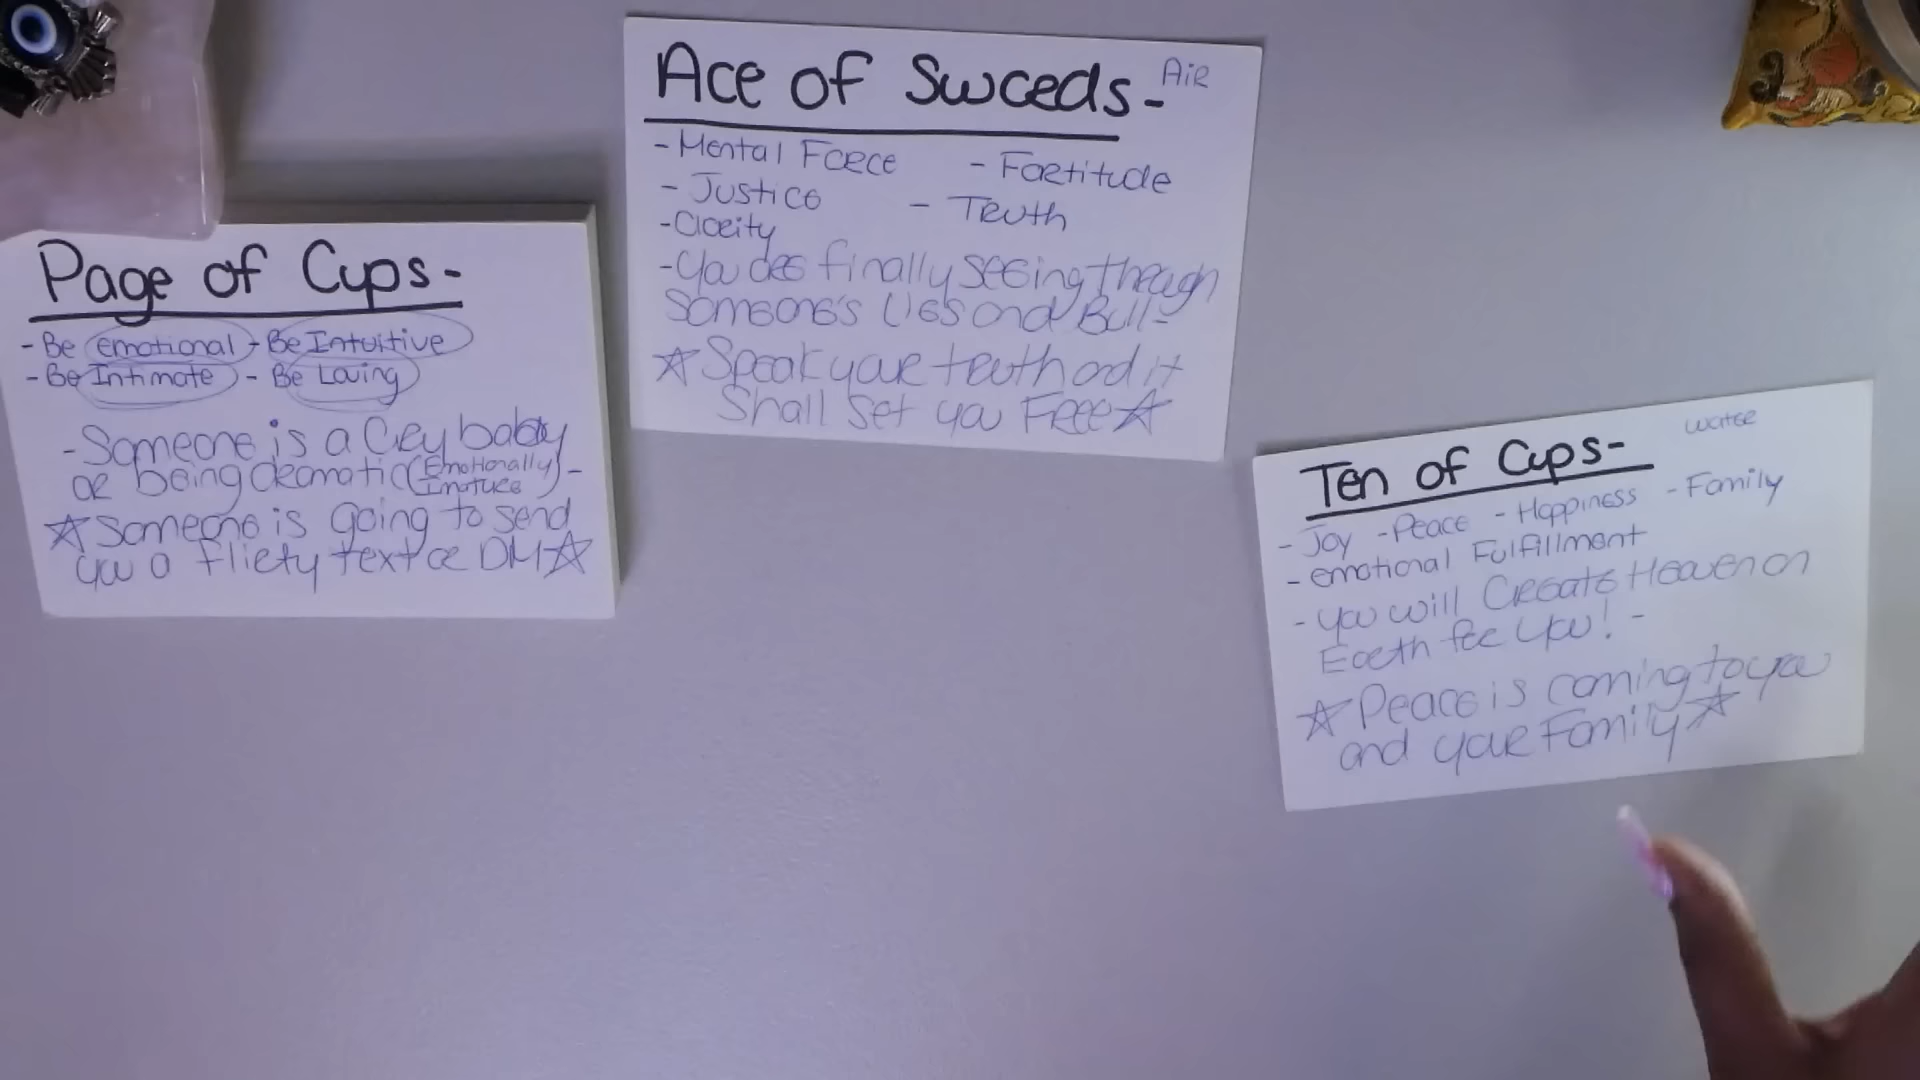 Page of Cups-
-Be emotional -Be Intuitive
-Be Intimate - Be Loving
-Someone is a Cry baby
or being dramatic (Emotionally
Imature)-
☆Someone is going to send
you a flirty text or DM☆
Ace of Swords- AIR
-Mental Force - Fortitude
- Justice - Truth
-Clarity
-You are finally seeing through
someone's lies and Bull-
☆Speak your truth and it
Shall Set you Free☆
Ten of Cups- water
- Joy -Peace - Happiness - Family
- emotional Fulfillment
- you will Create Heaven on
Earth for you! -
☆Peace is coming to you
and your Family☆